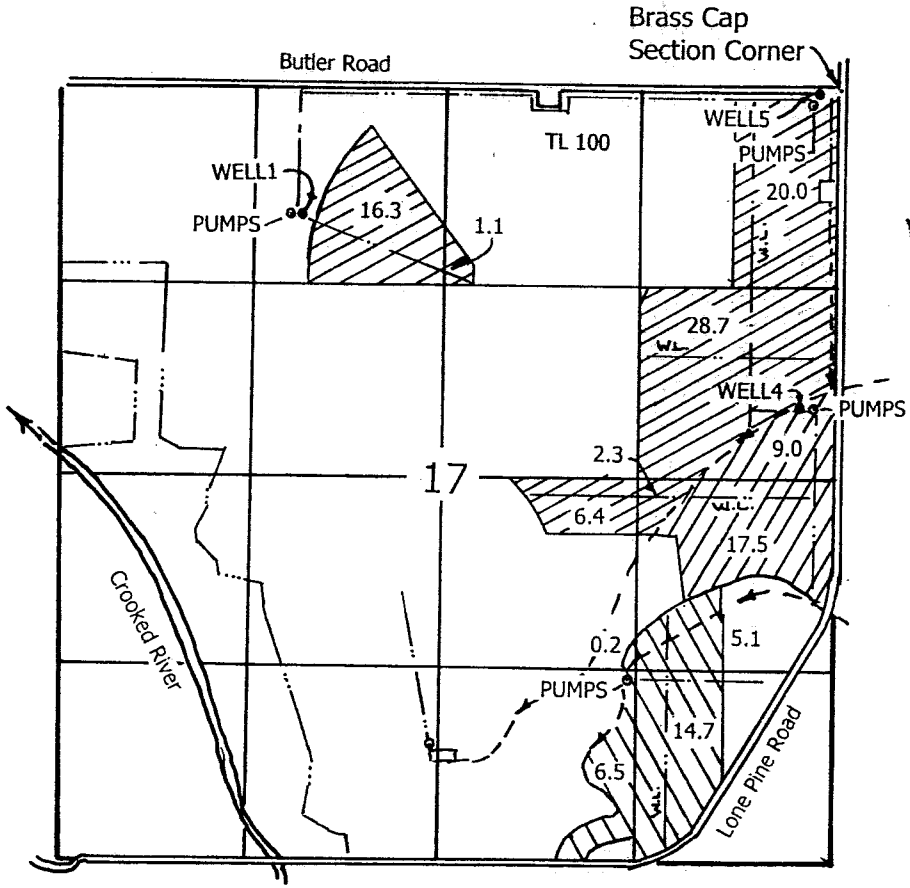 Brass Cap
Section Corner
Butler Road
WELL5
TL 100
PUMPS
WELL1
20.0
16.3
PUMPS
1.1
W.L.
28.7
W.L.
WELL4
PUMPS
9.0
2.3
17
W.L.
6.4
17.5
Crooked River
0.2
5.1
PUMPS
14.7
6.5
W.L.
Lone Pine Road